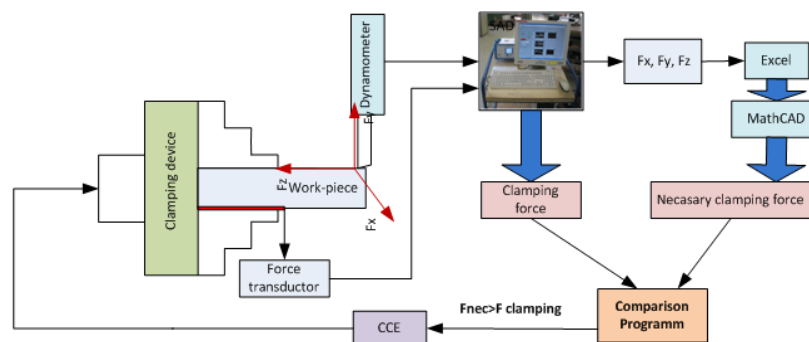 SAD
Dynamometer
Fy
Fx, Fy, Fz
Excel
MathCAD
Clamping device
Fz
Work-piece
Fx
Clamping
force
Necasary clamping force
Force
transductor
Fnec>F clamping
CCE
Comparison
Programm